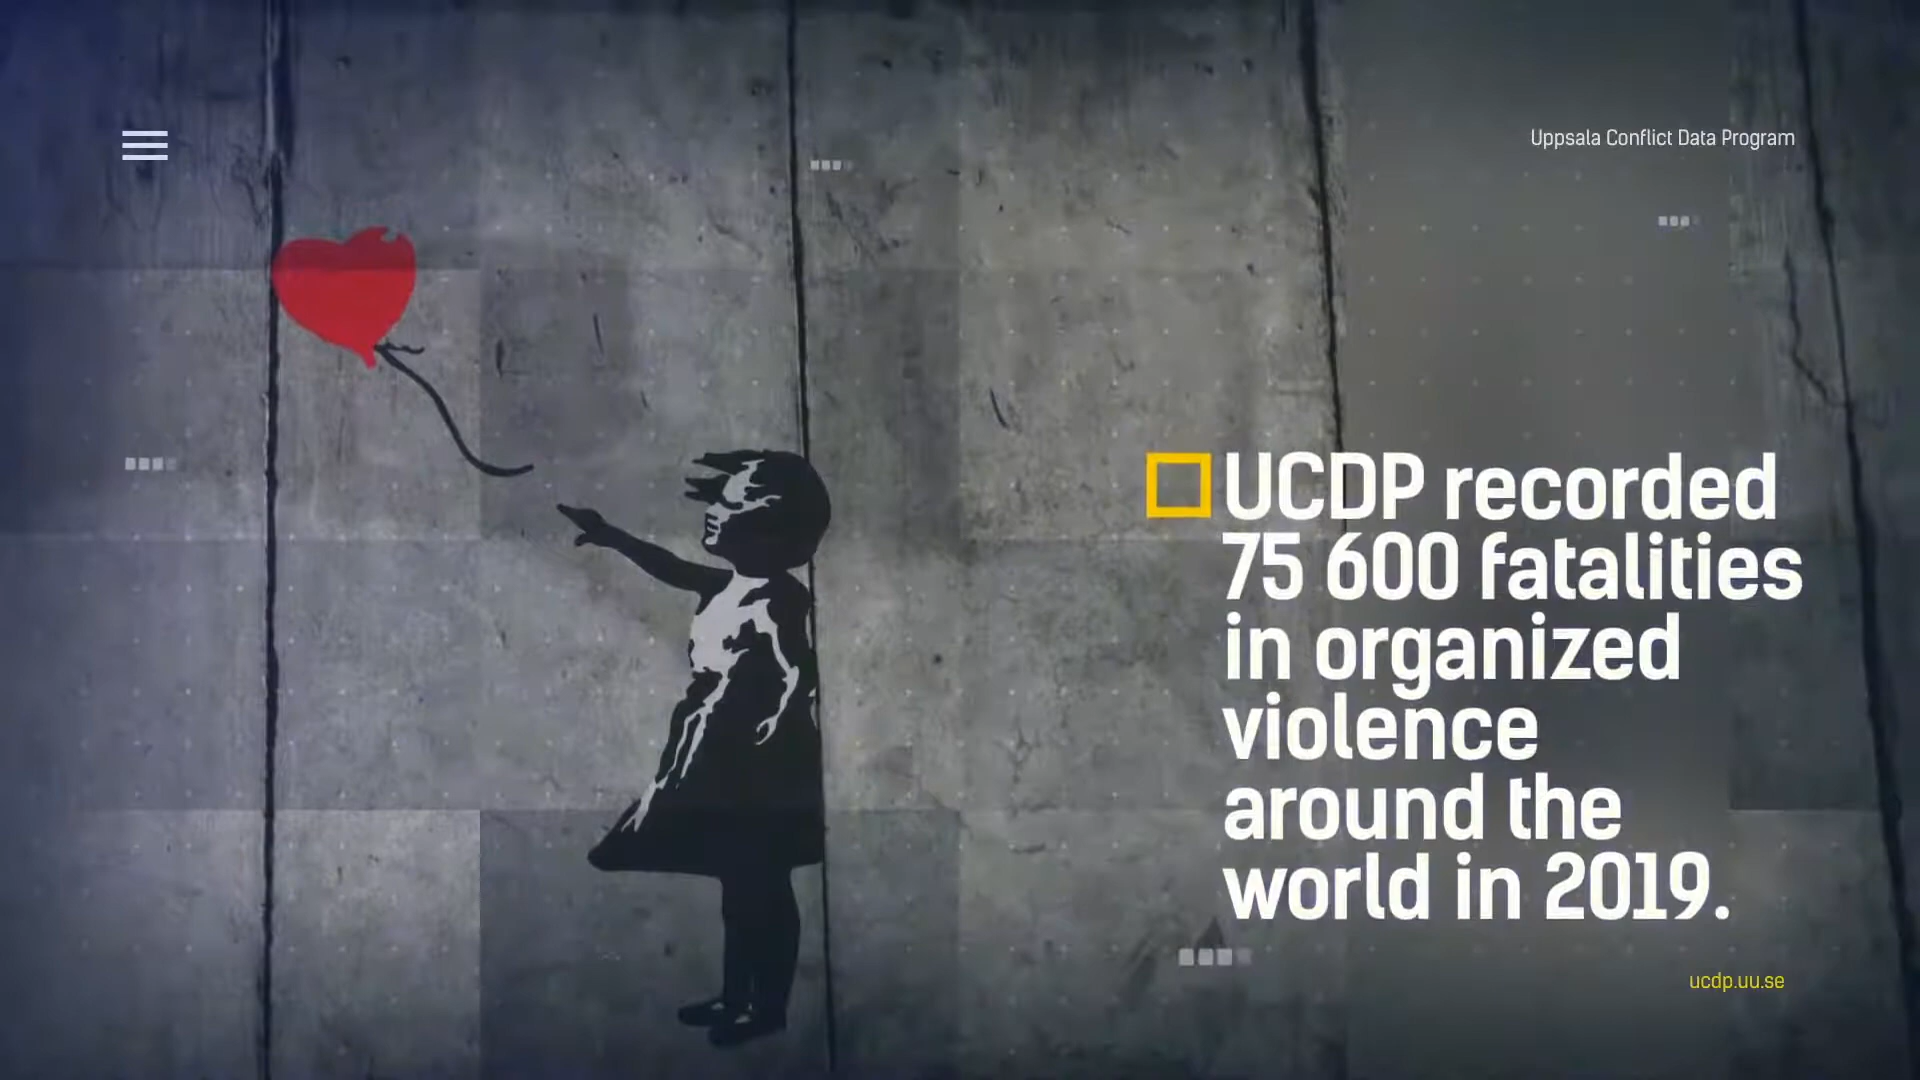 Uppsala Conflict Data Program
UCDP recorded
75 600 fatalities
in organized
violence
around the
world in 2019.
ucdp.uu.se